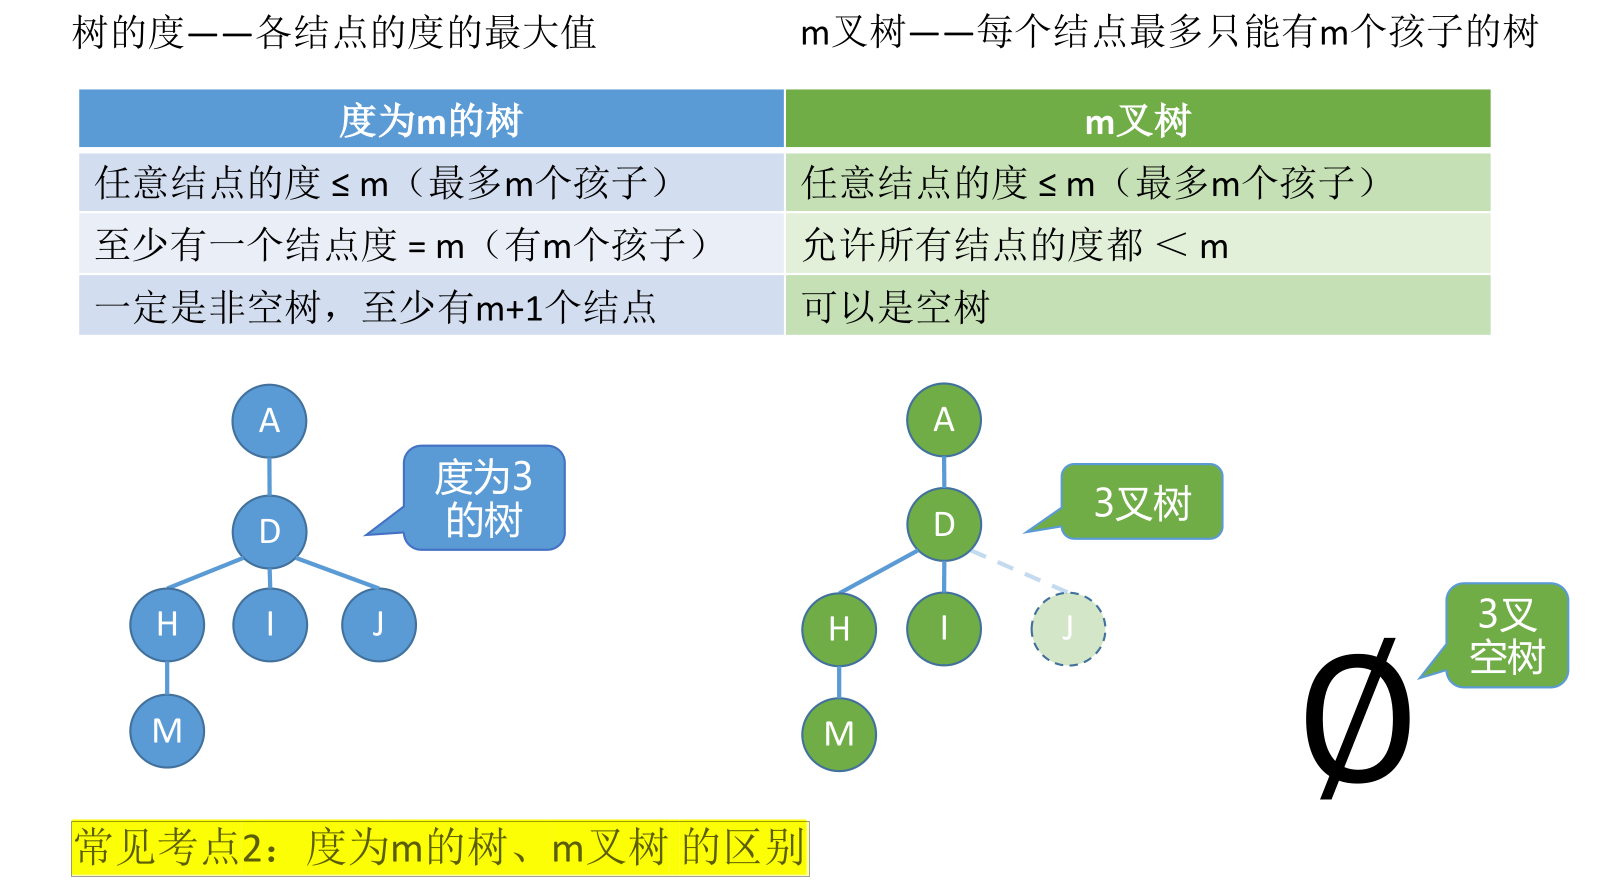 树的度——各结点的度的最大值
m叉树——每个结点最多只能有m个孩子的树
度为m的树
m叉树
任意结点的度 ≤ m（最多m个孩子）
任意结点的度 ≤ m（最多m个孩子）
至少有一个结点度 = m（有m个孩子）
允许所有结点的度都 ＜ m
一定是非空树，至少有m+1个结点
可以是空树
A
D
H
I
J
M
度为3
的树
A
D
H
I
J
M
3叉树
∅
3叉
空树
常见考点2：度为m的树、m叉树 的区别